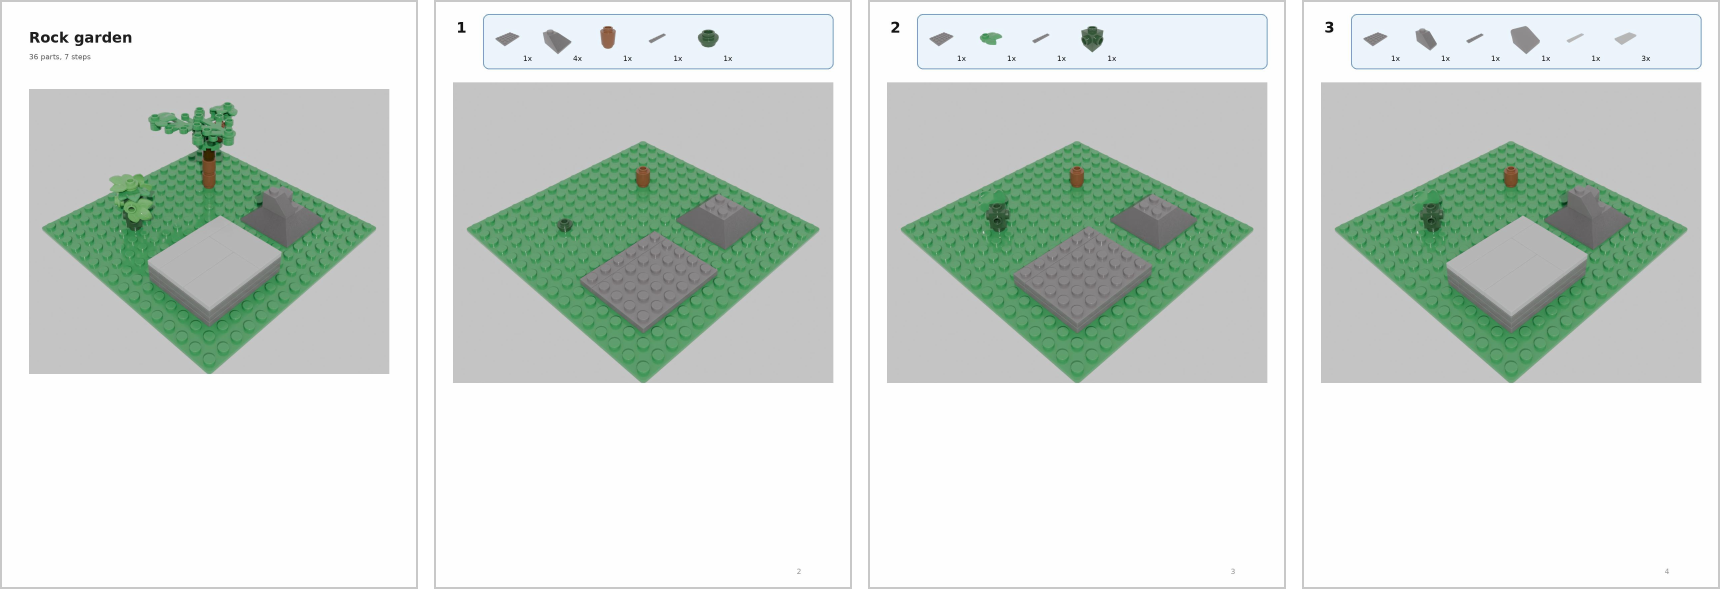 Rock garden
36 parts, 7 steps
1
1x 4x 1x 1x 1x
2
2
1x 1x 1x 1x
3
3
1x 1x 1x 1x 1x 3x
4